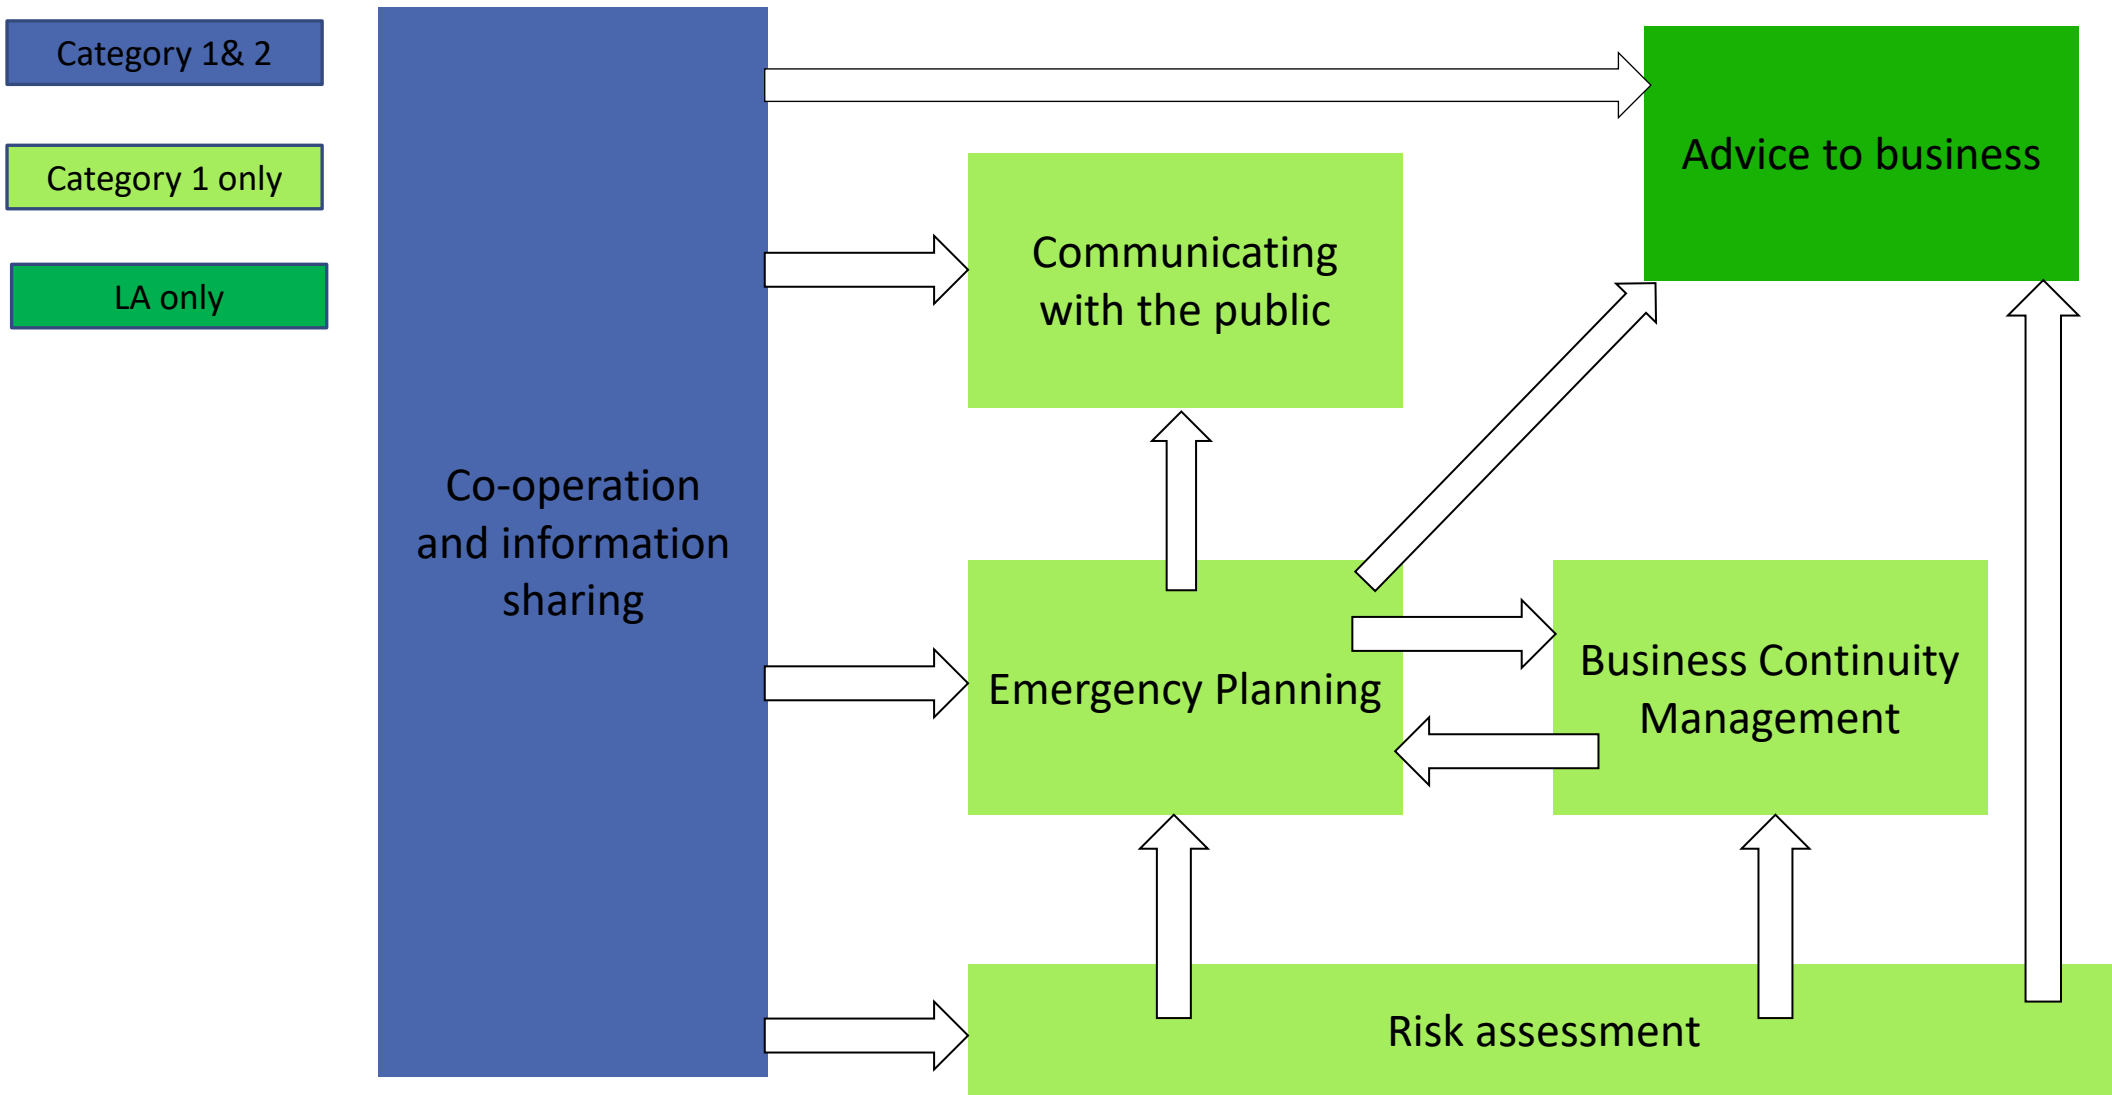 Category 1& 2
Category 1 only
LA only
Co-operation
and information
sharing
Advice to business
Communicating
with the public
Emergency Planning
Business Continuity
Management
Risk assessment